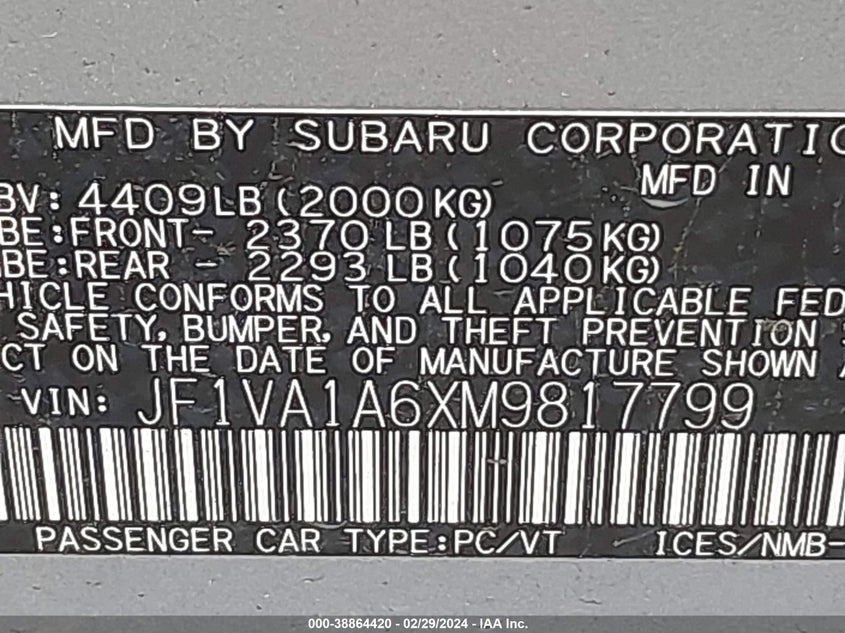 MFD BY SUBARU CORPORATIO
MFD IN
BV: 4409LB (2000KG)
BE:FRONT- 2370 LB (1075KG)
BE:REAR - 2293 LB (1040KG)
HICLE CONFORMS TO ALL APPLICABLE FED
SAFETY, BUMPER, AND THEFT PREVENTION
CT ON THE DATE OF MANUFACTURE SHOWN A
VIN: JF1VA1A6XM9817799
PASSENGER CAR TYPE:PC/VT ICES/NMB-
000-38864420 - 02/29/2024 - IAA Inc.